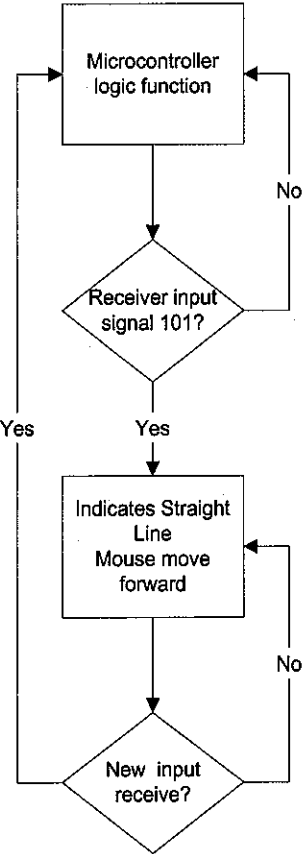 Microcontroller
logic function
No
Receiver input
signal 101?
Yes
Yes
Indicates Straight
Line
Mouse move
forward
No
New input
receive?